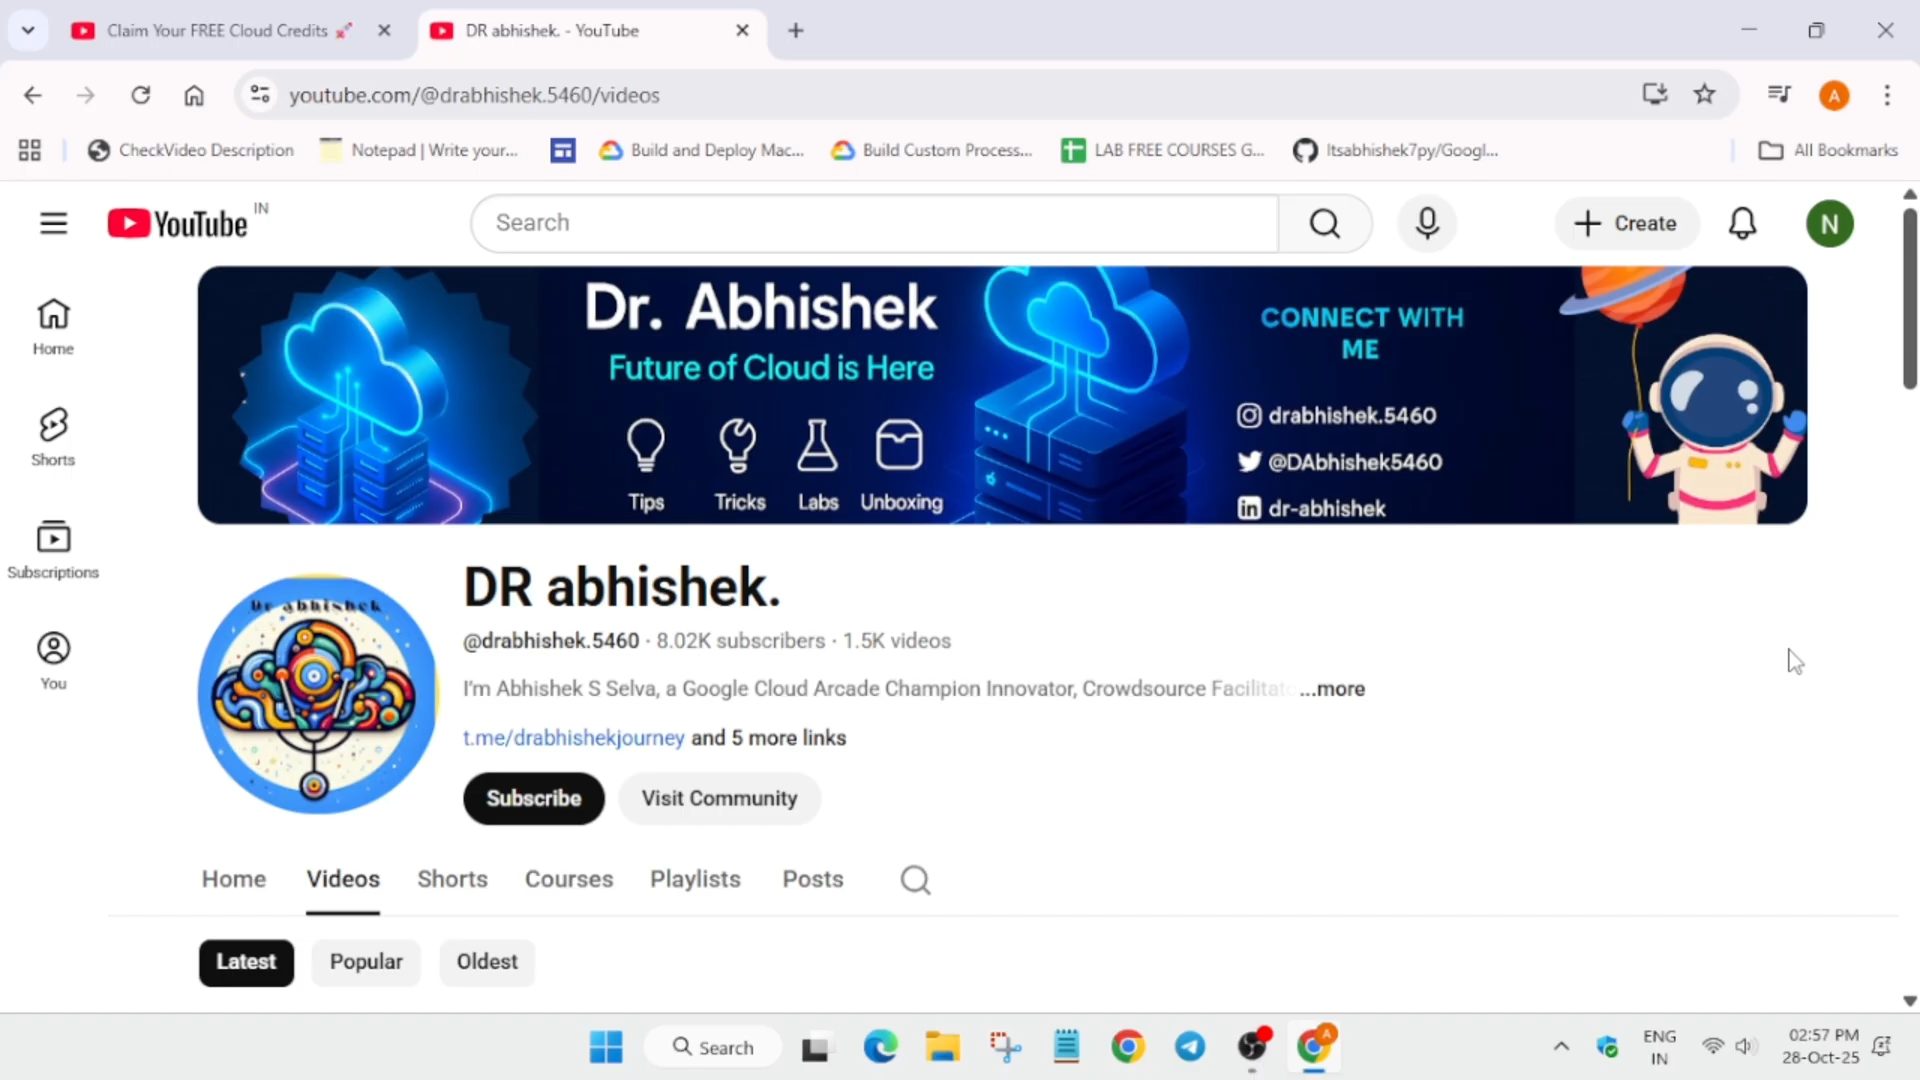 Claim Your FREE Cloud Credits
DR abhishek. - YouTube
youtube.com/@drabhishek.5460/videos
A
CheckVideo Description
Notepad | Write your...
Build and Deploy Mac...
Build Custom Process...
LAB FREE COURSES G...
Itsabhishek7py/Googl...
All Bookmarks
YouTube IN
Search
Create
N
Home
Shorts
Subscriptions
You
Dr. Abhishek
Future of Cloud is Here
Tips Tricks Labs Unboxing
CONNECT WITH
ME
drabhishek.5460
@DAbhishek5460
dr-abhishek
Dr abhishek
DR abhishek.
@drabhishek.5460 · 8.02K subscribers · 1.5K videos
I'm Abhishek S Selva, a Google Cloud Arcade Champion Innovator, Crowdsource Facilitato ...more
t.me/drabhishekjourney and 5 more links
Subscribe
Visit Community
Home Videos Shorts Courses Playlists Posts
Latest Popular Oldest
Search
A
ENG
IN
02:57 PM
28-Oct-25